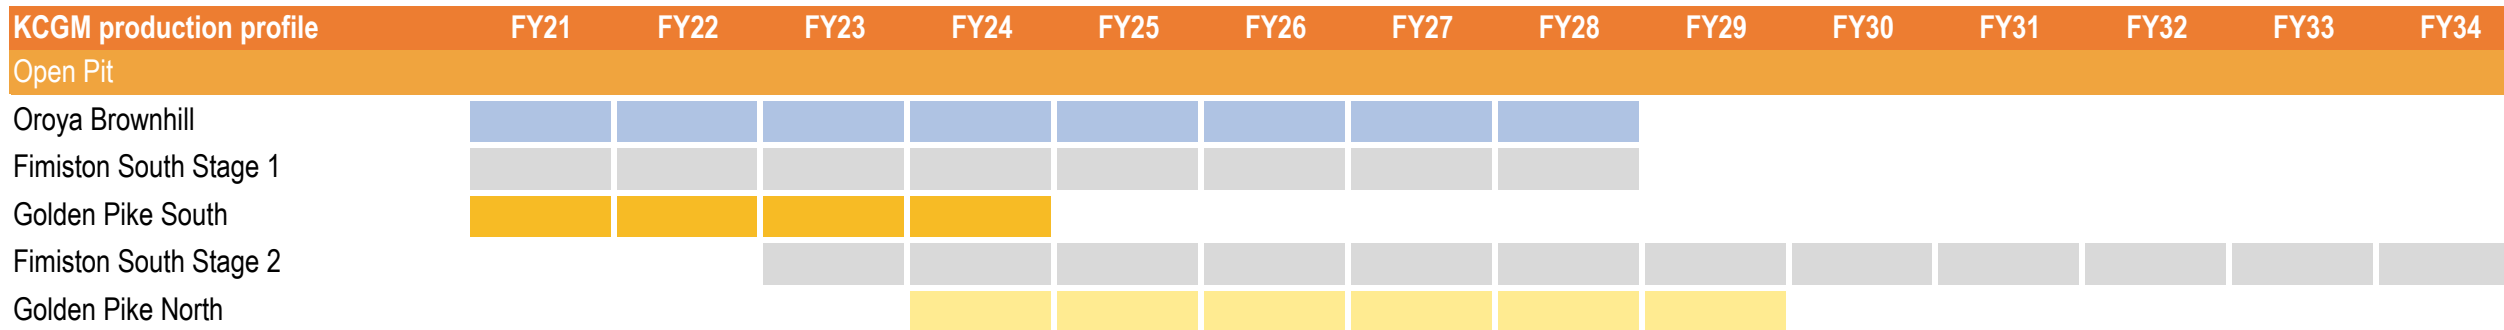 KCGM production profile FY21 FY22 FY23 FY24 FY25 FY26 FY27 FY28 FY29 FY30 FY31 FY32 FY33 FY34
Open Pit
Oroya Brownhill
Fimiston South Stage 1
Golden Pike South
Fimiston South Stage 2
Golden Pike North